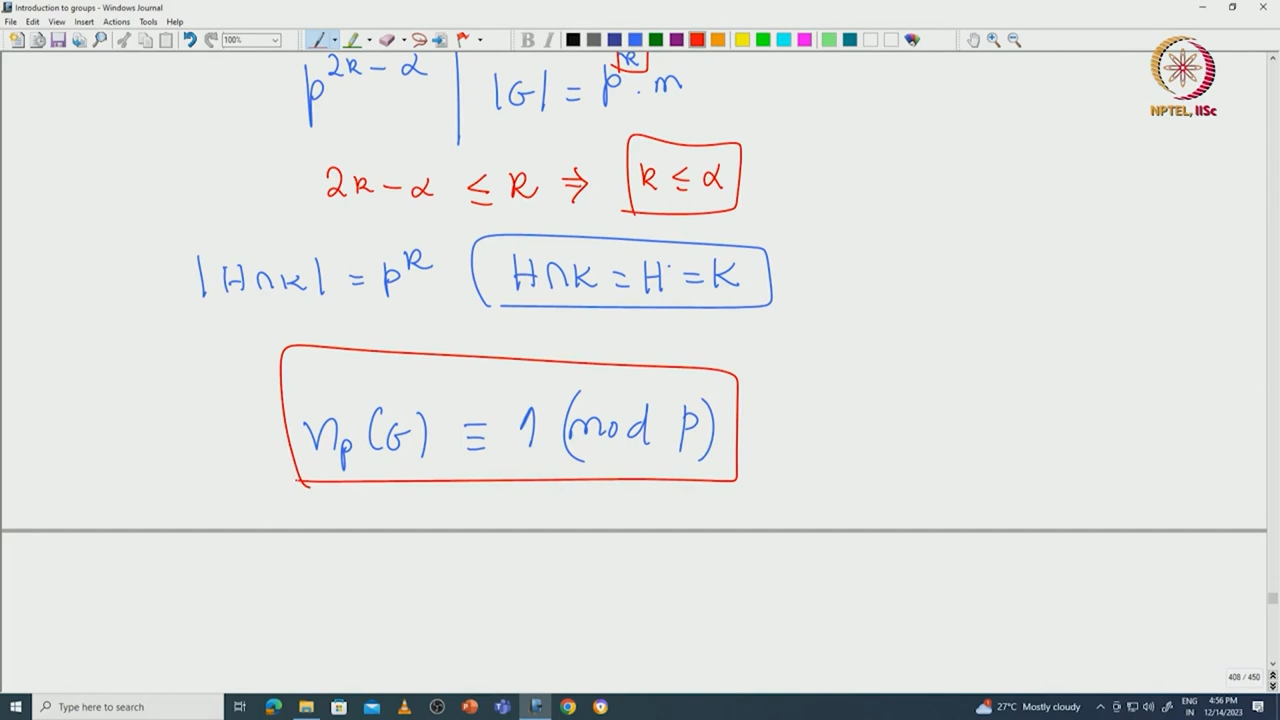 Introduction to groups - Windows Journal
File Edit View Insert Actions Tools Help
100%
B I
NPTEL, IISc
p^{2k-α} | |G| = p^k . m
2k - α ≤ k ⇒ k ≤ α
|H∩K| = p^k H∩K = H = K
n_p(G) ≡ 1 (mod p)
408 / 450
Type here to search
27°C Mostly cloudy
ENG
IN
4:56 PM
12/14/2023